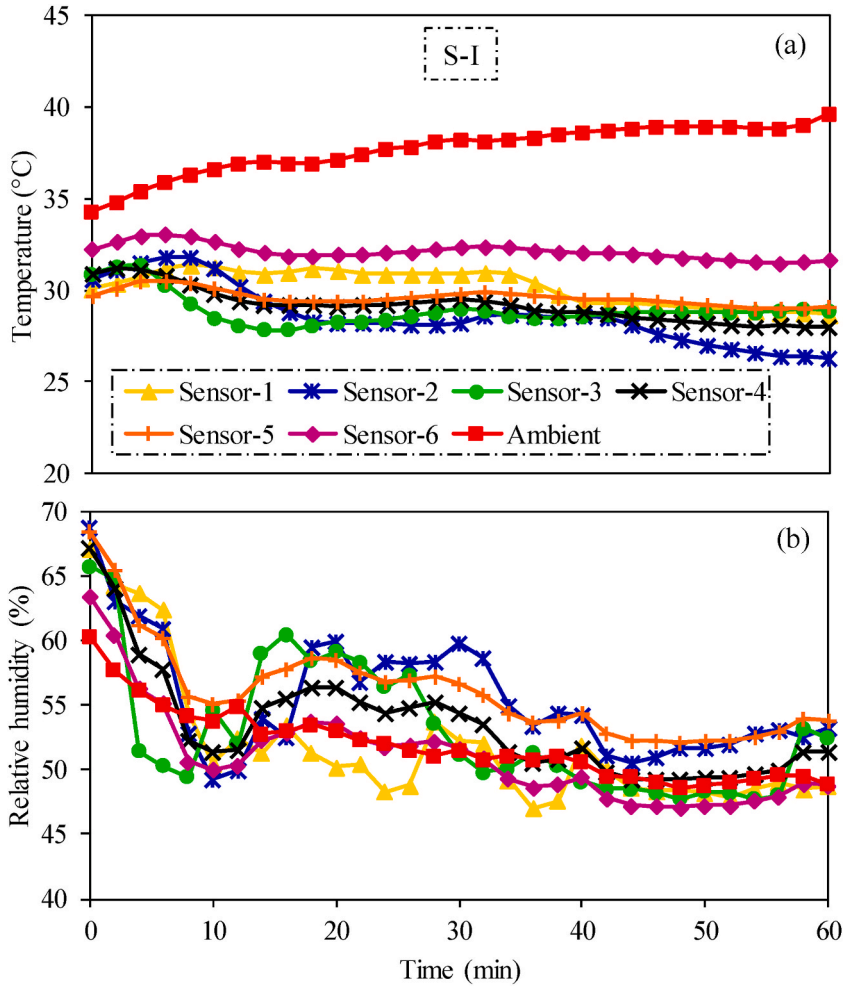 45
(a)
S-I
40
35
30
25
20
Temperature (°C)
Sensor-1 Sensor-2 Sensor-3 Sensor-4
Sensor-5 Sensor-6 Ambient
70
(b)
65
60
55
50
45
40
Relative humidity (%)
0 10 20 30 40 50 60
Time (min)